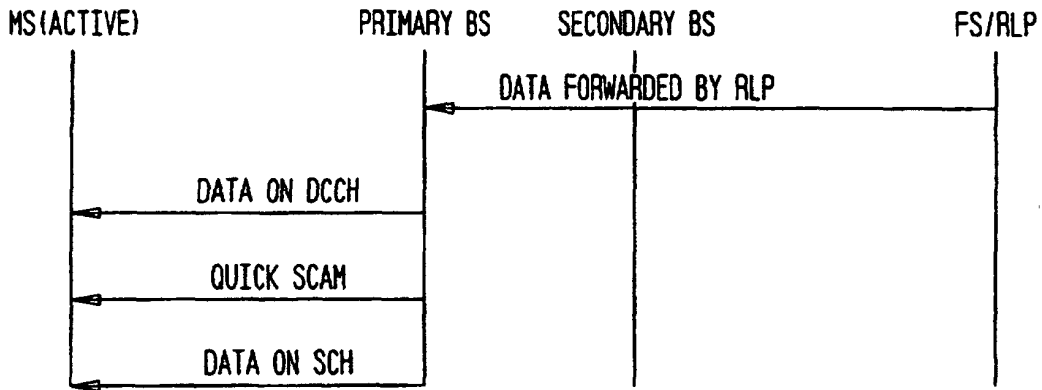 MS(ACTIVE) PRIMARY BS SECONDARY BS FS/RLP
DATA FORWARDED BY RLP
DATA ON DCCH
QUICK SCAM
DATA ON SCH